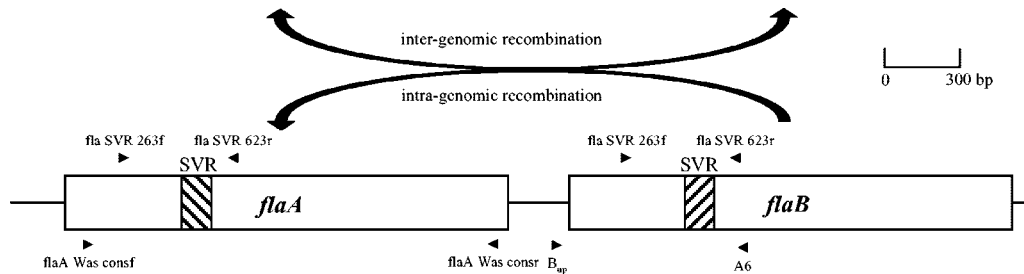 inter-genomic recombination
intra-genomic recombination
0 300 bp
fla SVR 263f fla SVR 623r fla SVR 263f fla SVR 623r
SVR SVR
flaA flaB
flaA Was consf flaA Was consr Bup A6